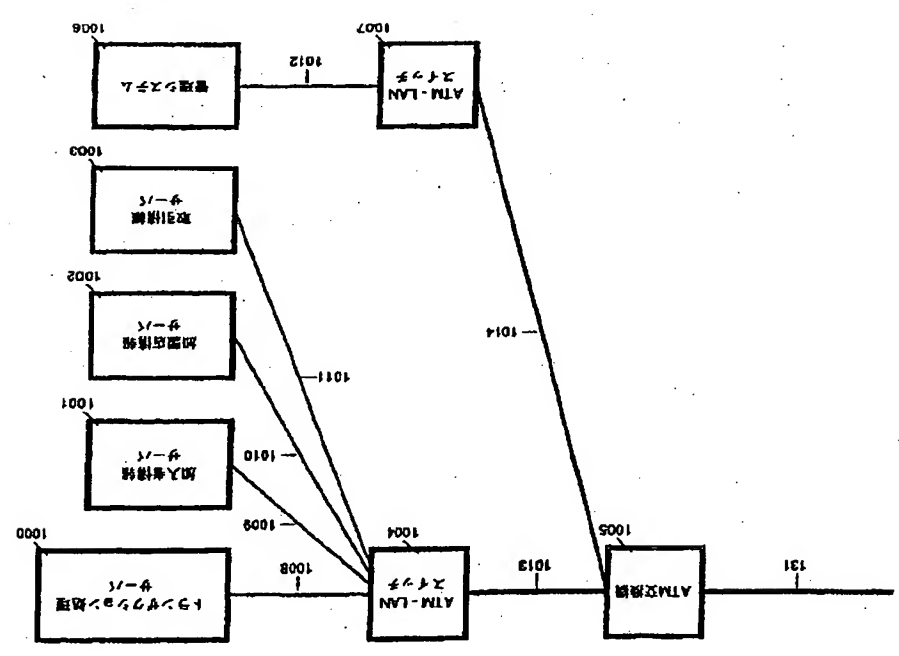 131
ATM交換機
1005
1013
ATM-LAN
スイッチ
1004
1008
トランザクション処理
サーバ
1000
1009
加入者情報
サーバ
1001
1010
加盟店情報
サーバ
1002
1011
取引情報
サーバ
1003
1014
ATM-LAN
スイッチ
1007
1012
管理システム
1006